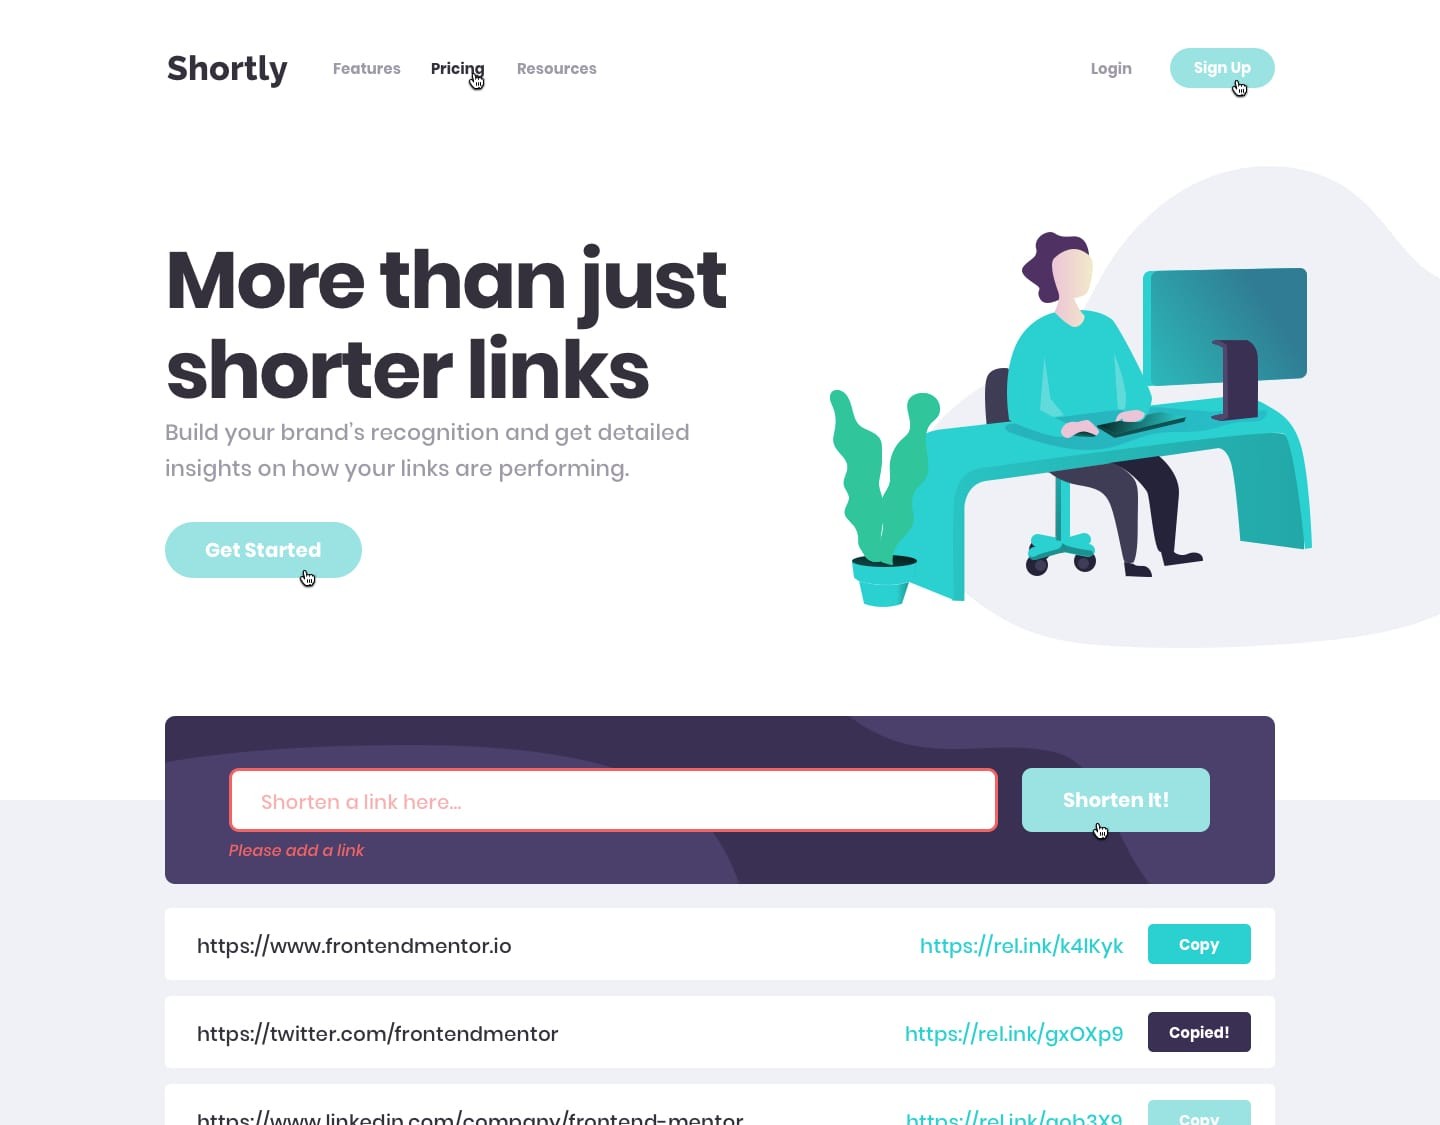 Shortly
Features
Pricing
Resources
Login
Sign Up
More than just
shorter links
Build your brand's recognition and get detailed
insights on how your links are performing.
Get Started
Shorten a link here...
Shorten It!
Please add a link
https://www.frontendmentor.io
https://rel.ink/k4lKyk
Copy
https://twitter.com/frontendmentor
https://rel.ink/gxOXp9
Copied!
https://www.linkedin.com/company/frontend-mentor
https://rel.ink/gob3X9
Copy